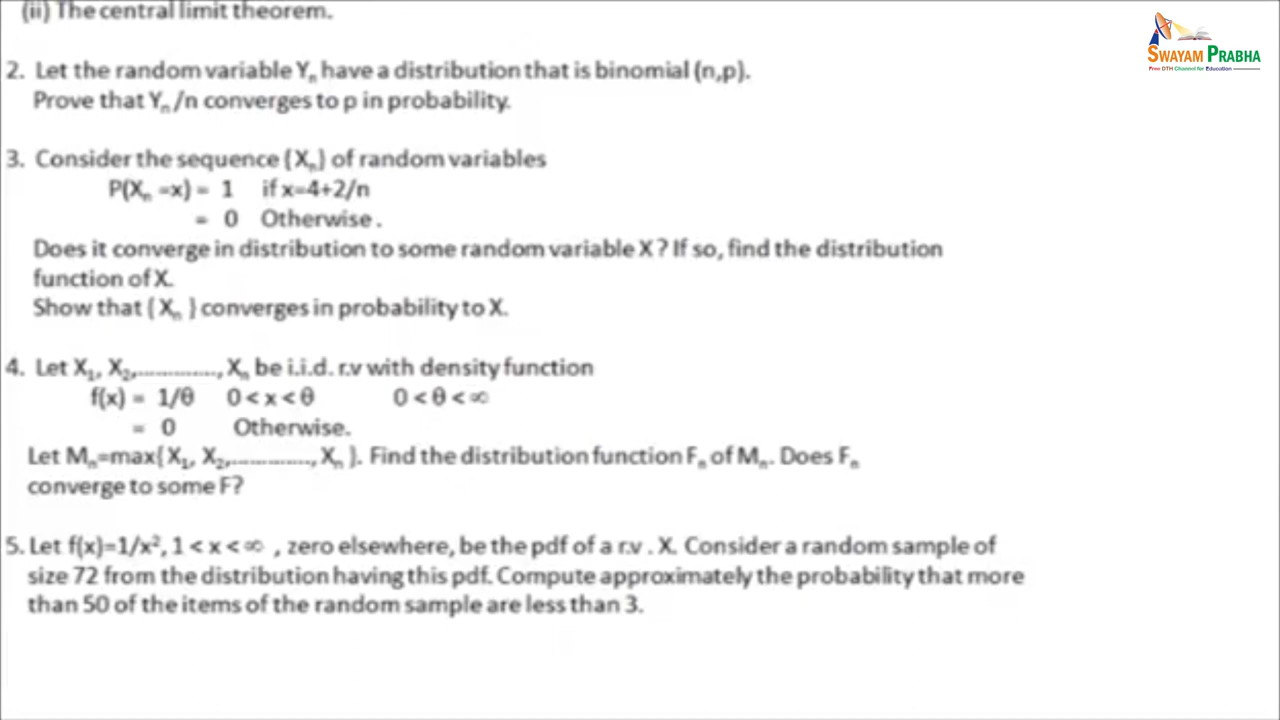 (ii) The central limit theorem.
SWAYAM PRABHA
Free DTH Channel for Education
2. Let the random variable Yₙ have a distribution that is binomial (n,p).
Prove that Yₙ/n converges to p in probability.
3. Consider the sequence {Xₙ} of random variables
P(Xₙ =x) = 1 if x=4+2/n
= 0 Otherwise.
Does it converge in distribution to some random variable X? If so, find the distribution
function of X.
Show that {Xₙ} converges in probability to X.
4. Let X₁, X₂,............., Xₙ be i.i.d. r.v with density function
f(x) = 1/θ 0<x<θ 0<θ<∞
= 0 Otherwise.
Let Mₙ=max{X₁, X₂,............., Xₙ}. Find the distribution function Fₙ of Mₙ. Does Fₙ
converge to some F?
5. Let f(x)=1/x², 1<x<∞ , zero elsewhere, be the pdf of a r.v . X. Consider a random sample of
size 72 from the distribution having this pdf. Compute approximately the probability that more
than 50 of the items of the random sample are less than 3.